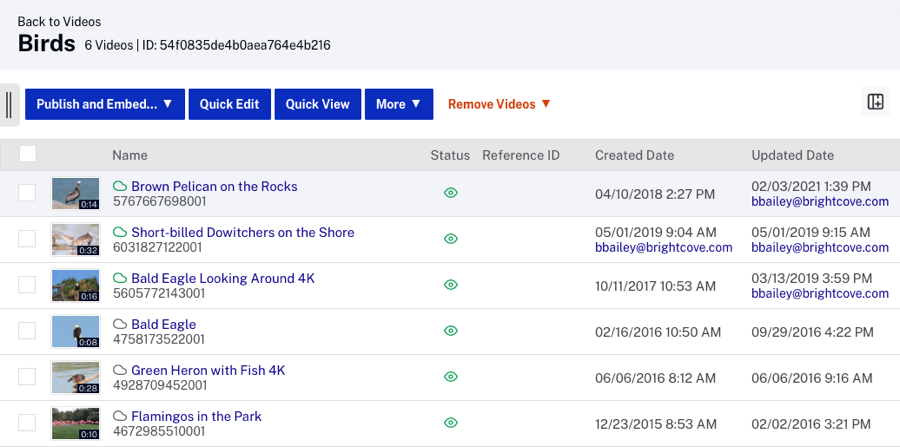 Back to Videos
Birds 6 Videos | ID: 54f0835de4b0aea764e4b216
Publish and Embed... ▼ Quick Edit Quick View More ▼ Remove Videos ▼
Name Status Reference ID Created Date Updated Date
0:14 Brown Pelican on the Rocks 04/10/2018 2:27 PM 02/03/2021 1:39 PM
5767667698001 bbailey@brightcove.com
0:32 Short-billed Dowitchers on the Shore 05/01/2019 9:04 AM 05/01/2019 9:15 AM
6031827122001 bbailey@brightcove.com bbailey@brightcove.com
0:16 Bald Eagle Looking Around 4K 10/11/2017 10:53 AM 03/13/2019 3:59 PM
5605772143001 bbailey@brightcove.com
0:08 Bald Eagle 02/16/2016 10:50 AM 09/29/2016 4:22 PM
4758173522001
0:28 Green Heron with Fish 4K 06/06/2016 8:12 AM 06/06/2016 9:16 AM
4928709452001
0:10 Flamingos in the Park 12/23/2015 8:53 AM 02/02/2016 3:21 PM
4672985510001